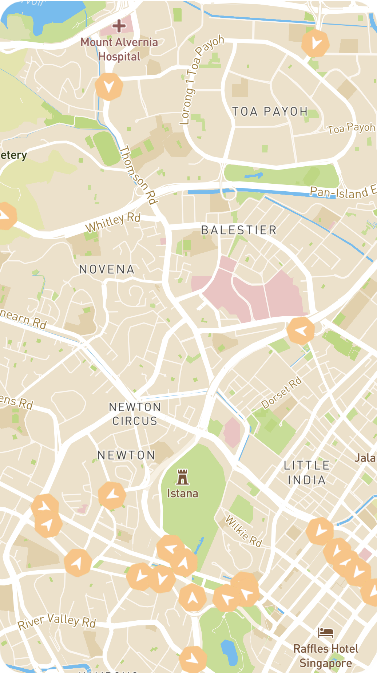 Mount Alvernia
Hospital
Lorong 1 Toa Payoh
TOA PAYOH
Toa Payoh
etery
Thomson Rd
Pan-Island E
Whitley Rd
BALESTIER
NOVENA
nearn Rd
Dorset Rd
ens Rd
NEWTON
CIRCUS
NEWTON
Jala
LITTLE
INDIA
Istana
Wilkie Rd
River Valley Rd
Raffles Hotel
Singapore